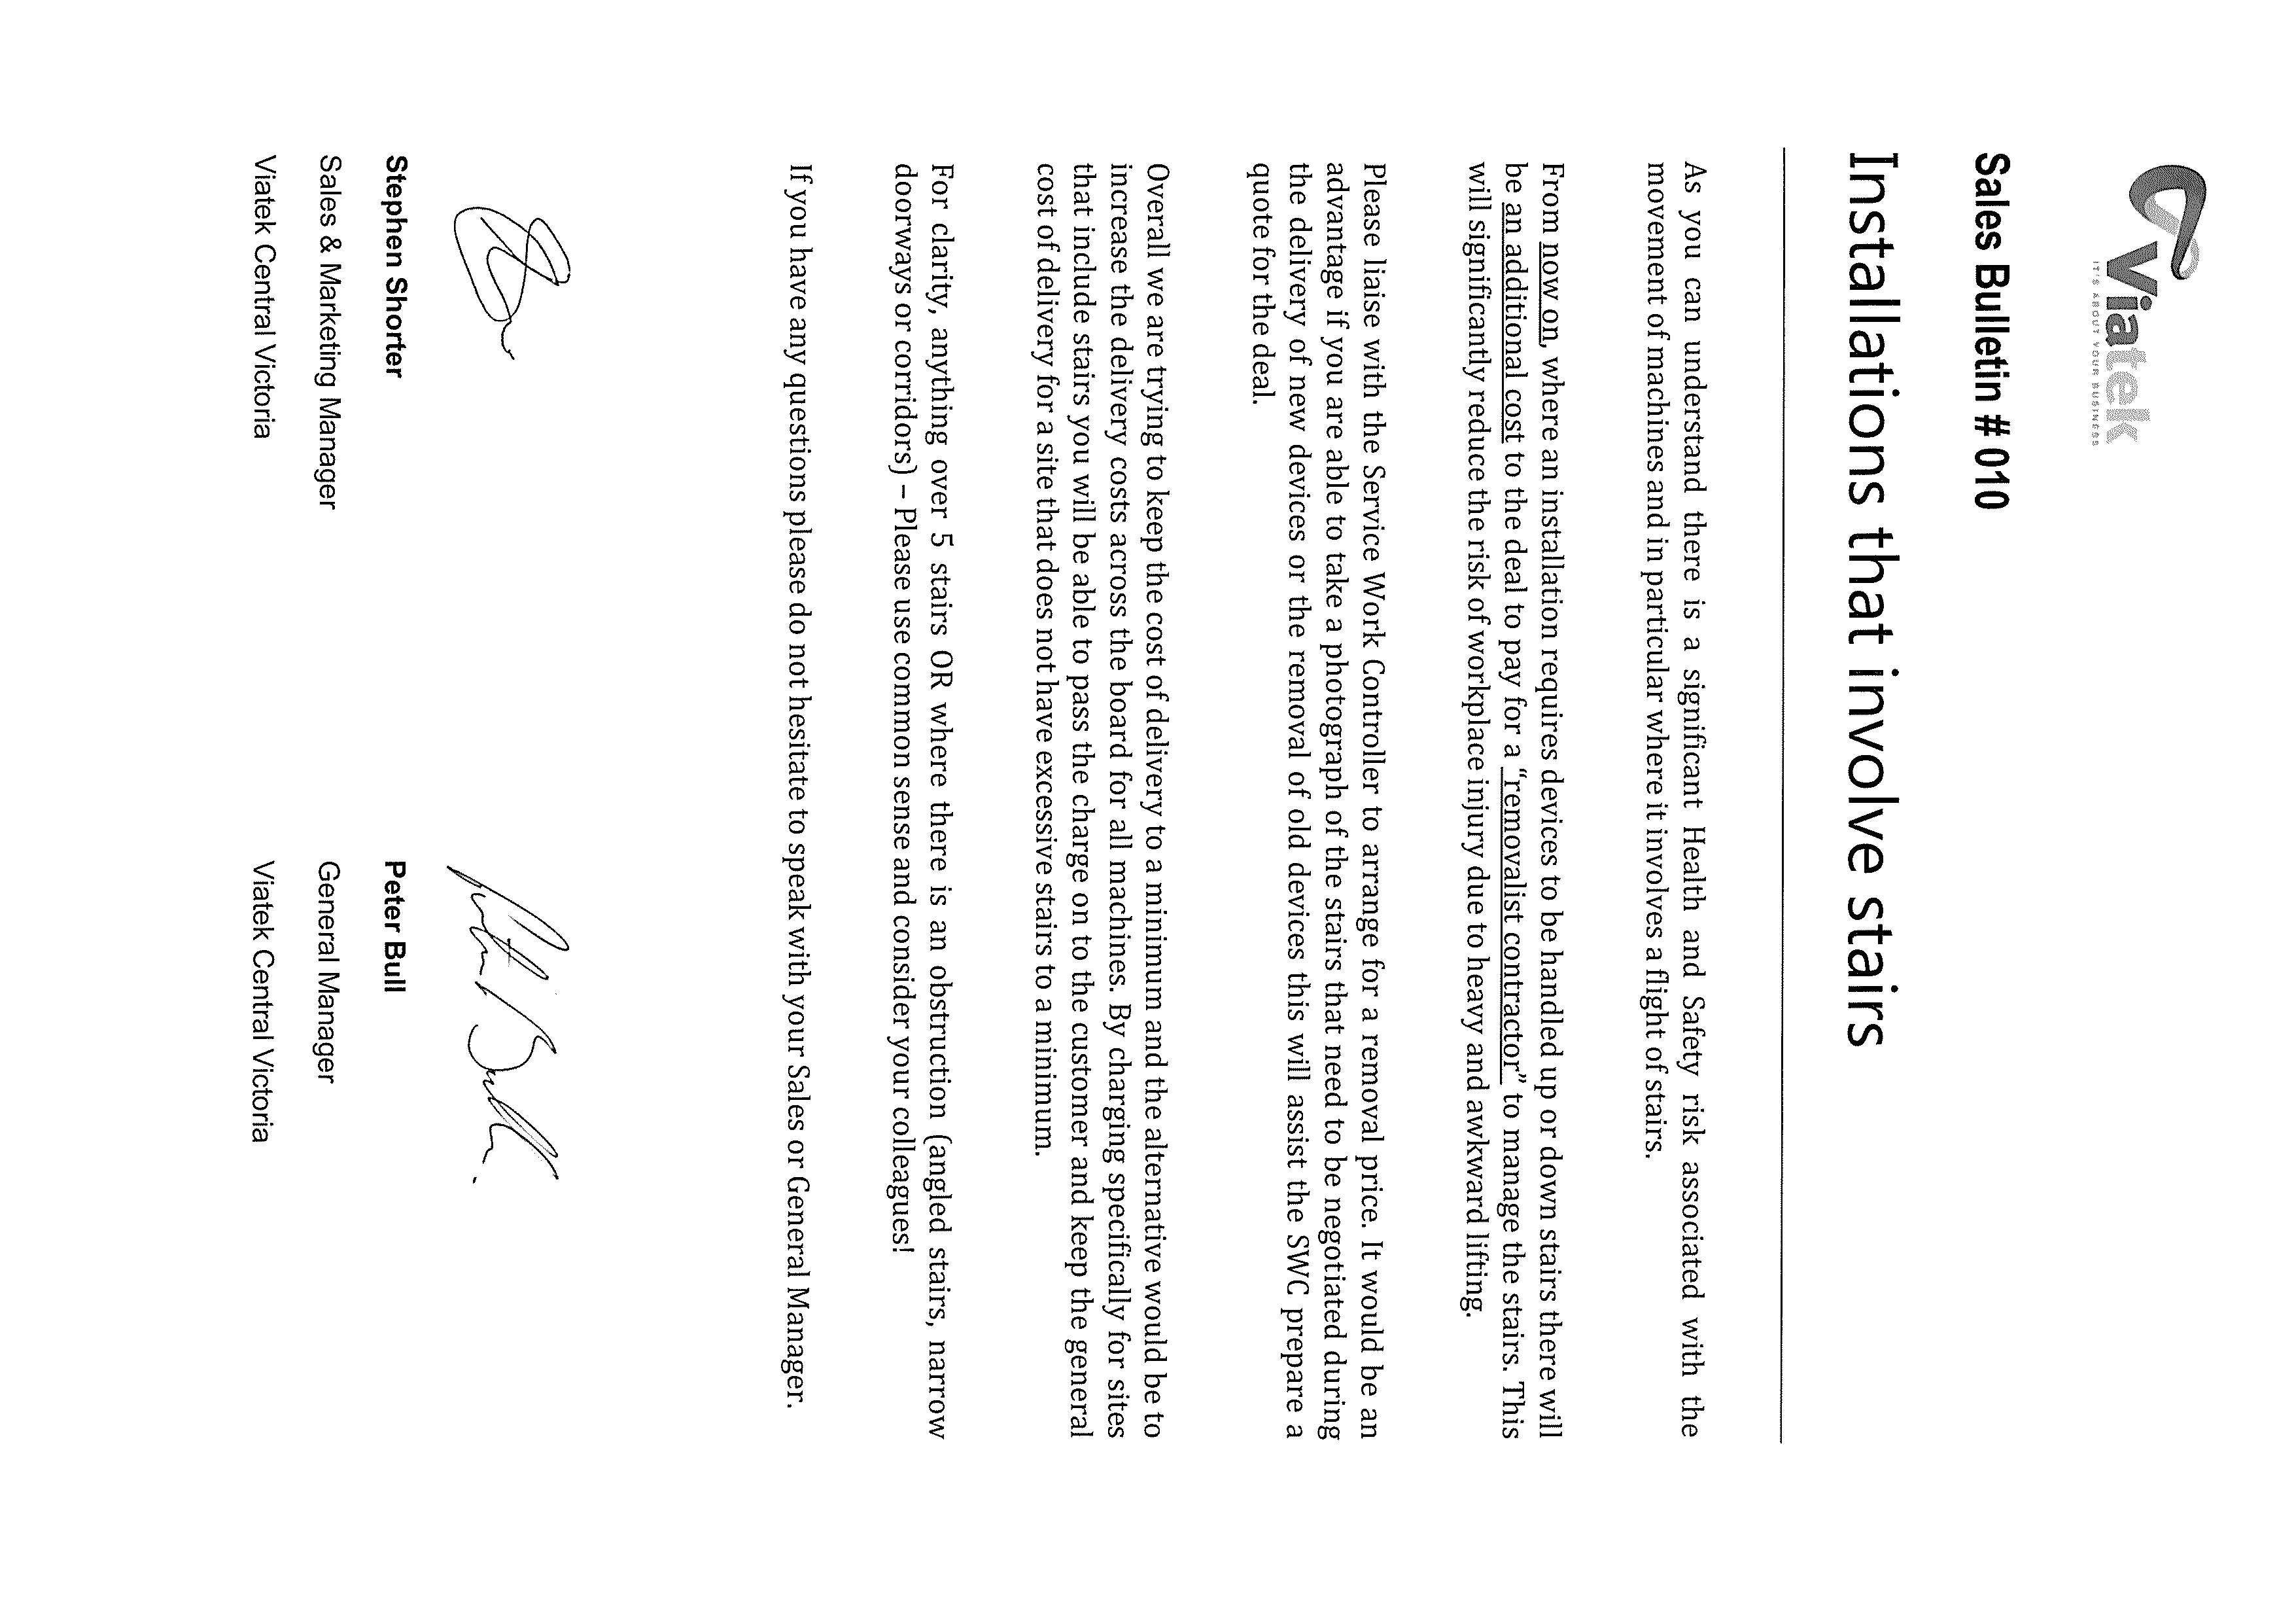 Viatek
IT'S ABOUT YOUR BUSINESS
Sales Bulletin # 010
Installations that involve stairs
As you can understand there is a significant Health and Safety risk associated with the
movement of machines and in particular where it involves a flight of stairs.
From now on, where an installation requires devices to be handled up or down stairs there will
be an additional cost to the deal to pay for a “removalist contractor” to manage the stairs. This
will significantly reduce the risk of workplace injury due to heavy and awkward lifting.
Please liaise with the Service Work Controller to arrange for a removal price. It would be an
advantage if you are able to take a photograph of the stairs that need to be negotiated during
the delivery of new devices or the removal of old devices this will assist the SWC prepare a
quote for the deal.
Overall we are trying to keep the cost of delivery to a minimum and the alternative would be to
increase the delivery costs across the board for all machines. By charging specifically for sites
that include stairs you will be able to pass the charge on to the customer and keep the general
cost of delivery for a site that does not have excessive stairs to a minimum.
For clarity, anything over 5 stairs OR where there is an obstruction (angled stairs, narrow
doorways or corridors) – Please use common sense and consider your colleagues!
If you have any questions please do not hesitate to speak with your Sales or General Manager.
Peter Bull
Stephen Shorter
Peter Bull
Sales & Marketing Manager
General Manager
Viatek Central Victoria
Viatek Central Victoria